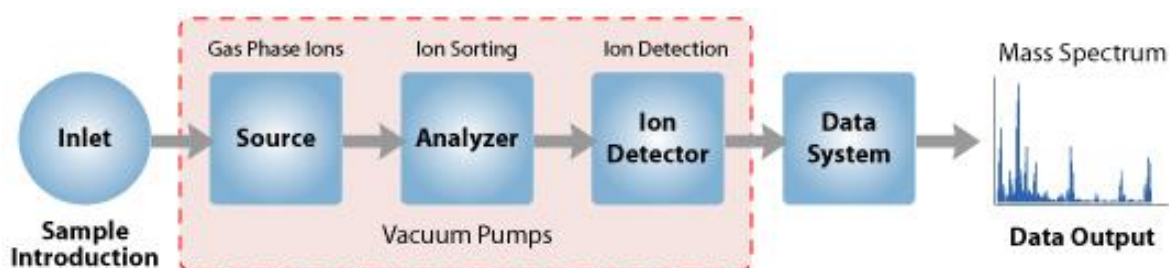 Gas Phase Ions
Ion Sorting
Ion Detection
Mass Spectrum
Inlet
Source
Analyzer
Ion
Detector
Data
System
Sample
Introduction
Vacuum Pumps
Data Output